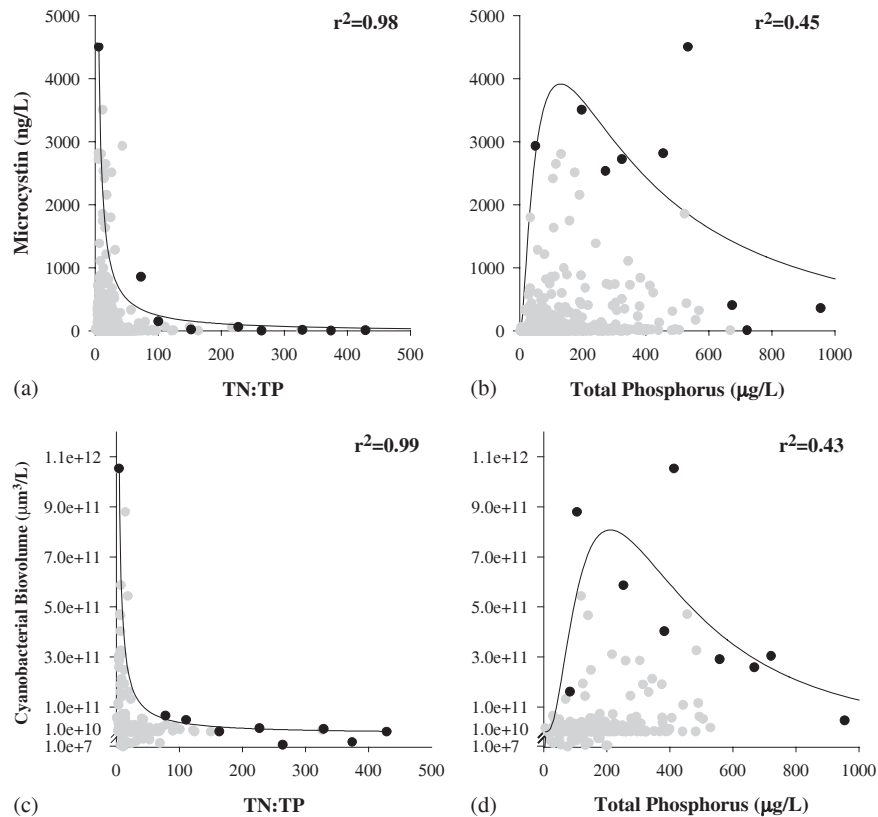 r²=0.98
Microcystin (ng/L)
5000
4000
3000
2000
1000
0
0 100 200 300 400 500
(a) TN:TP
r²=0.45
5000
4000
3000
2000
1000
0
0 200 400 600 800 1000
(b) Total Phosphorus (μg/L)
r²=0.99
Cyanobacterial Biovolume (μm³/L)
1.1e+12
9.0e+11
7.0e+11
5.0e+11
3.0e+11
1.0e+11
1.0e+10
1.0e+7
0 100 200 300 400 500
(c) TN:TP
r²=0.43
1.1e+12
9.0e+11
7.0e+11
5.0e+11
3.0e+11
1.0e+11
1.0e+10
1.0e+7
0 200 400 600 800 1000
(d) Total Phosphorus (μg/L)